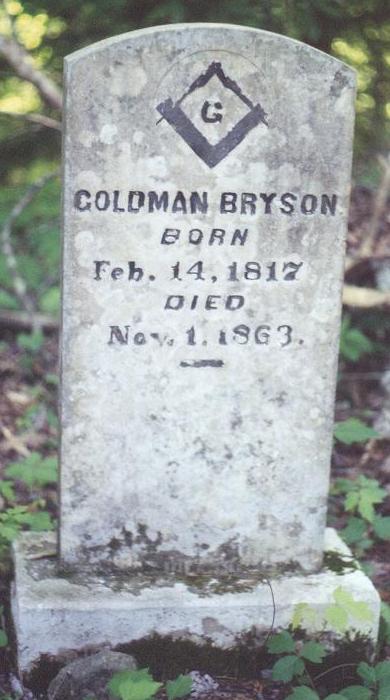 G
GOLDMAN BRYSON
BORN
Feb. 14, 1817
DIED
Nov. 1, 1863.